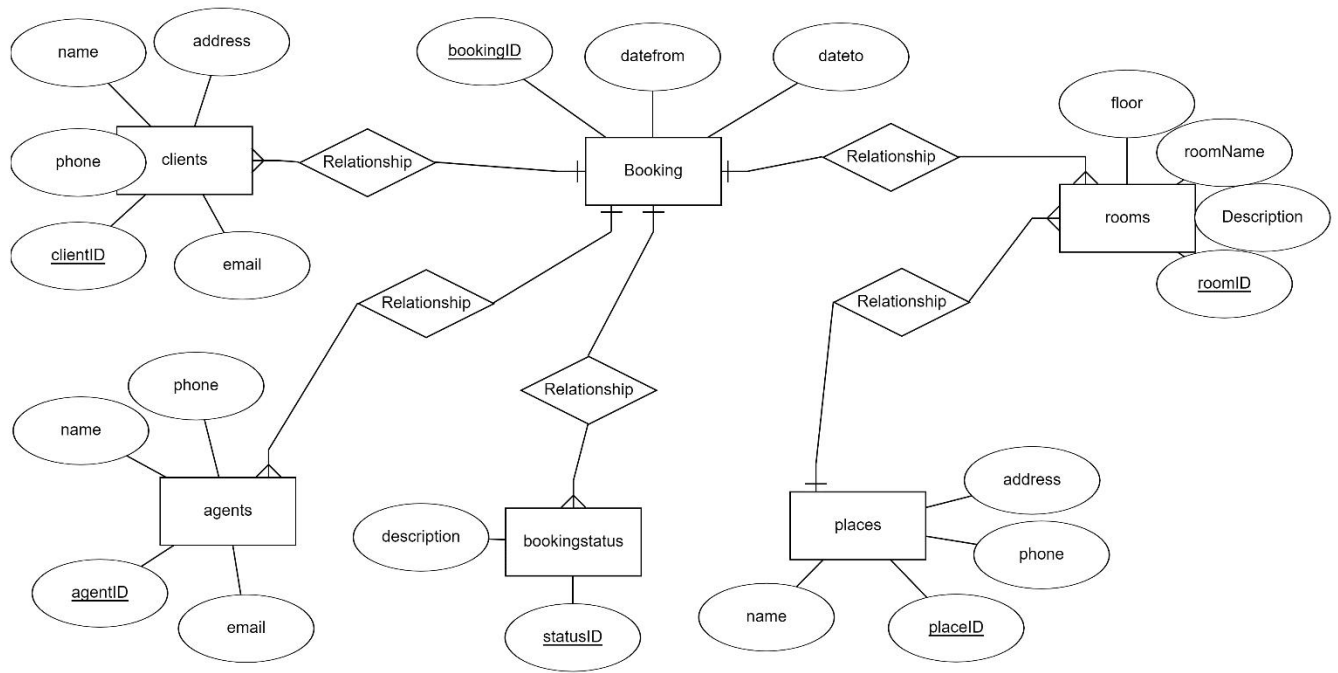 name
address
bookingID
datefrom
dateto
floor
phone
clients
Relationship
Booking
Relationship
roomName
rooms
Description
clientID
email
roomID
Relationship
Relationship
phone
name
Relationship
agents
description
bookingstatus
places
address
phone
agentID
email
statusID
name
placeID